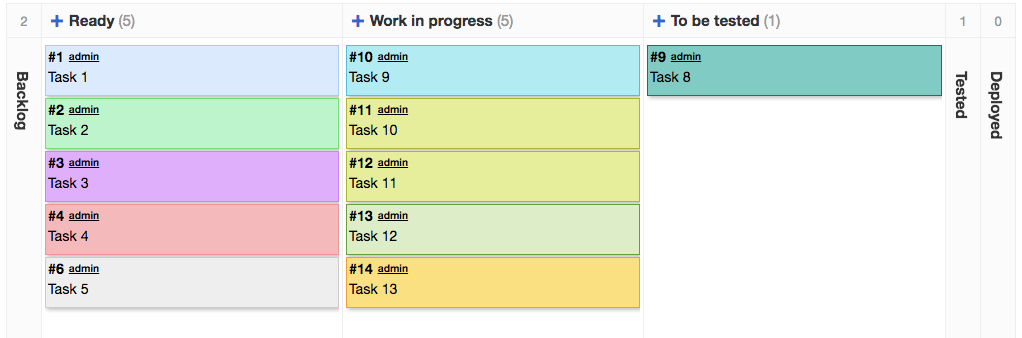 2
+ Ready (5)
+ Work in progress (5)
+ To be tested (1)
1
0
Backlog
#1 admin
Task 1
#2 admin
Task 2
#3 admin
Task 3
#4 admin
Task 4
#6 admin
Task 5
#10 admin
Task 9
#11 admin
Task 10
#12 admin
Task 11
#13 admin
Task 12
#14 admin
Task 13
#9 admin
Task 8
Tested
Deployed